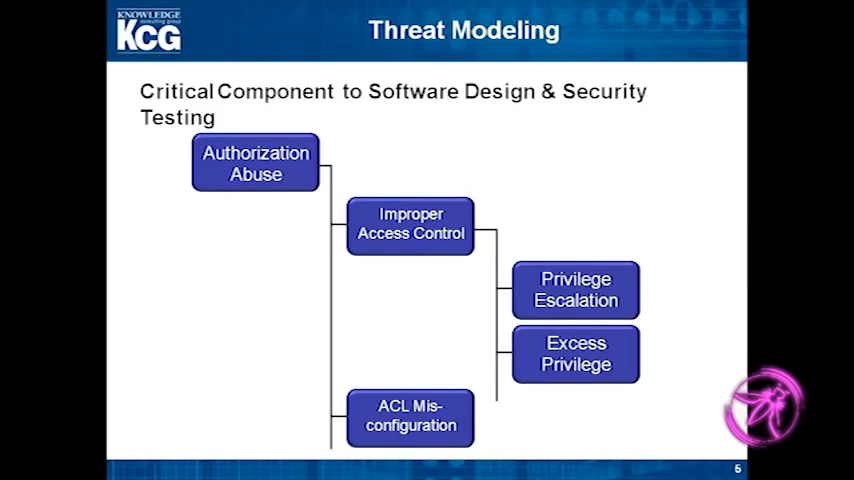 KNOWLEDGE
consulting group
KCG
Threat Modeling
Critical Component to Software Design & Security
Testing
Authorization
Abuse
Improper
Access Control
Privilege
Escalation
Excess
Privilege
ACL Mis-
configuration
6